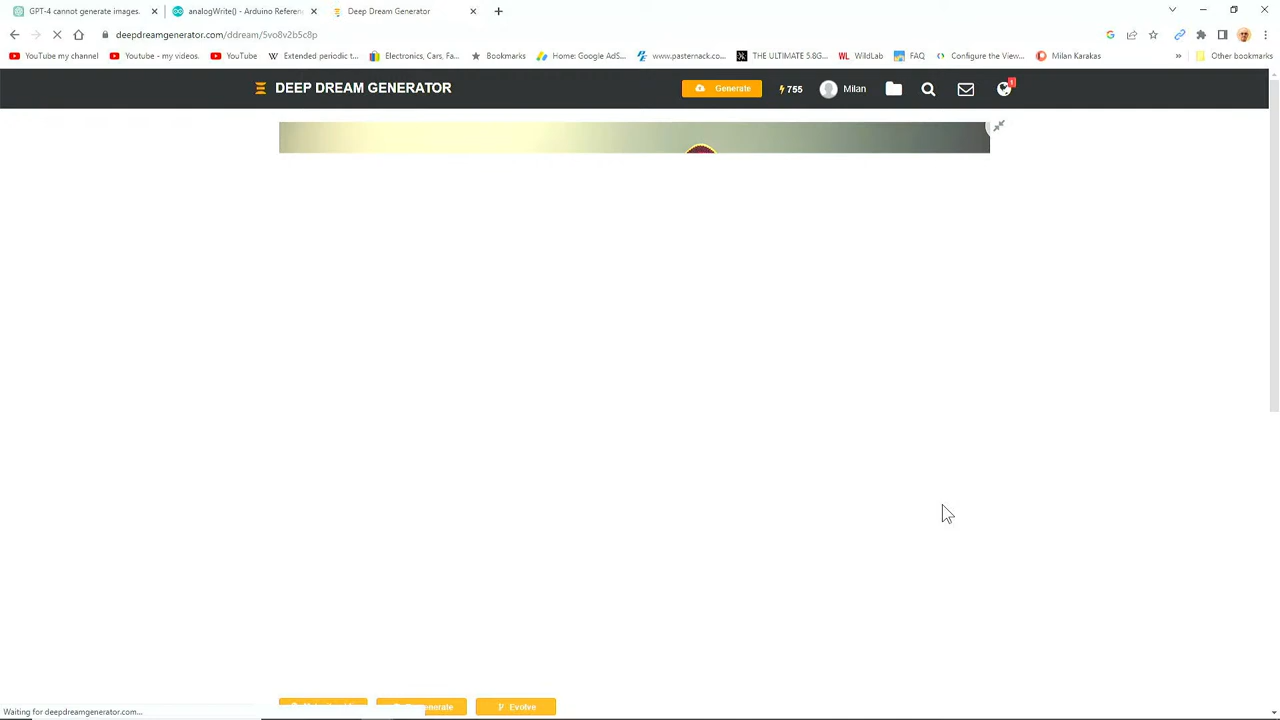 GPT-4 cannot generate images.
analogWrite() - Arduino Referen
Deep Dream Generator
deepdreamgenerator.com/ddream/5vo8v2b5c8p
YouTube my channel
Youtube - my videos.
YouTube
Extended periodic t...
Electronics, Cars, Fa...
Bookmarks
Home: Google AdS...
www.pasternack.co...
THE ULTIMATE 5.8G...
WL WildLab
FAQ
Configure the View...
Milan Karakas
»
Other bookmarks
DEEP DREAM GENERATOR
Generate
755
Milan
1
Evolve
Waiting for deepdreamgenerator.com...